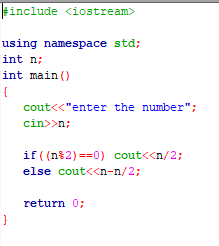 #include <iostream>
using namespace std;
int n;
int main()
{
cout<<"enter the number";
cin>>n;
if((n%2)==0) cout<<n/2;
else cout<<n-n/2;
return 0;
}